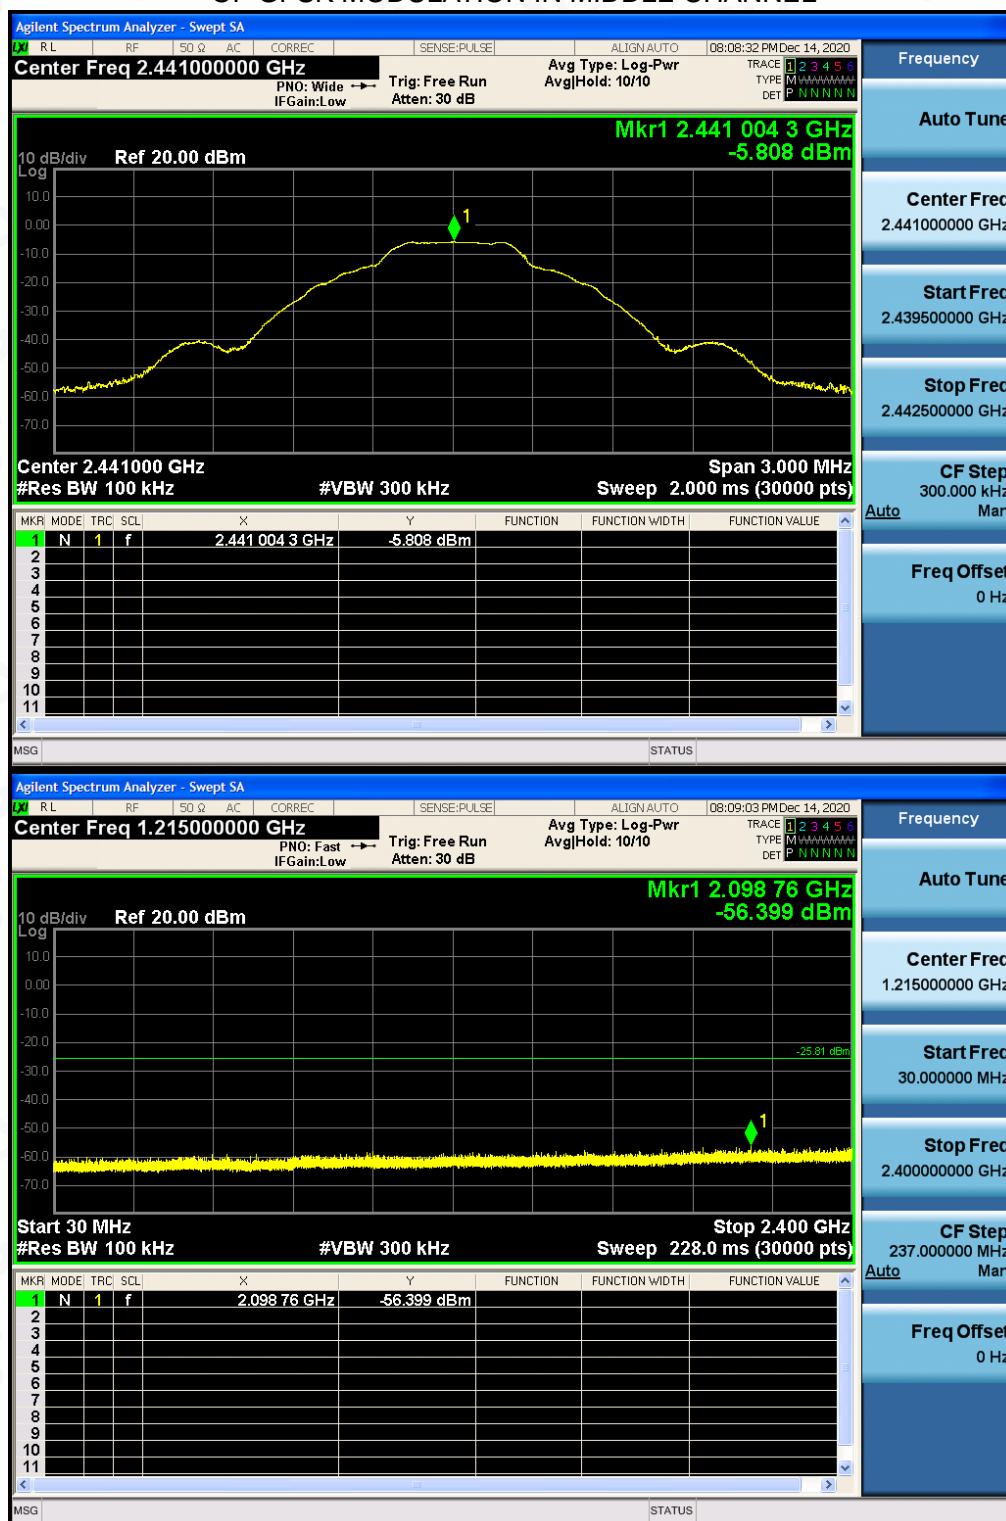 OF GFSK MODULATION IN MIDDLE CHANNEL
Agilent Spectrum Analyzer - Swept SA
LXI RL RF 50 Ω AC CORREC SENSE:PULSE ALIGN AUTO 08:08:32 PM Dec 14, 2020
Center Freq 2.441000000 GHz
PNO: Wide
IFGain:Low
Trig: Free Run
Atten: 30 dB
Avg Type: Log-Pwr
Avg|Hold: 10/10
TRACE 1 2 3 4 5 6
TYPE M
DET P N N N N N
Mkr1 2.441 004 3 GHz
-5.808 dBm
10 dB/div Ref 20.00 dBm
Log
10.0
0.00
-10.0
-20.0
-30.0
-40.0
-50.0
-60.0
-70.0
1
Center 2.441000 GHz Span 3.000 MHz
#Res BW 100 kHz #VBW 300 kHz Sweep 2.000 ms (30000 pts)
MKR MODE TRC SCL X Y FUNCTION FUNCTION WIDTH FUNCTION VALUE
1 N 1 f 2.441 004 3 GHz -5.808 dBm
2
3
4
5
6
7
8
9
10
11
MSG STATUS
Frequency
Auto Tune
Center Freq
2.441000000 GHz
Start Freq
2.439500000 GHz
Stop Freq
2.442500000 GHz
CF Step
300.000 kHz
Auto Man
Freq Offset
0 Hz
Agilent Spectrum Analyzer - Swept SA
LXI RL RF 50 Ω AC CORREC SENSE:PULSE ALIGN AUTO 08:09:03 PM Dec 14, 2020
Center Freq 1.215000000 GHz
PNO: Fast
IFGain:Low
Trig: Free Run
Atten: 30 dB
Avg Type: Log-Pwr
Avg|Hold: 10/10
TRACE 1 2 3 4 5 6
TYPE M
DET P N N N N N
Mkr1 2.098 76 GHz
-56.399 dBm
10 dB/div Ref 20.00 dBm
Log
10.0
0.00
-10.0
-20.0
-30.0
-40.0
-50.0
-60.0
-70.0
-25.81 dBm
1
Start 30 MHz Stop 2.400 GHz
#Res BW 100 kHz #VBW 300 kHz Sweep 228.0 ms (30000 pts)
MKR MODE TRC SCL X Y FUNCTION FUNCTION WIDTH FUNCTION VALUE
1 N 1 f 2.098 76 GHz -56.399 dBm
2
3
4
5
6
7
8
9
10
11
MSG STATUS
Frequency
Auto Tune
Center Freq
1.215000000 GHz
Start Freq
30.000000 MHz
Stop Freq
2.400000000 GHz
CF Step
237.000000 MHz
Auto Man
Freq Offset
0 Hz